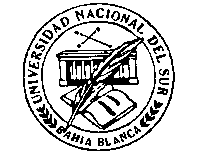 UNIVERSIDAD NACIONAL DEL SUR
BAHIA BLANCA